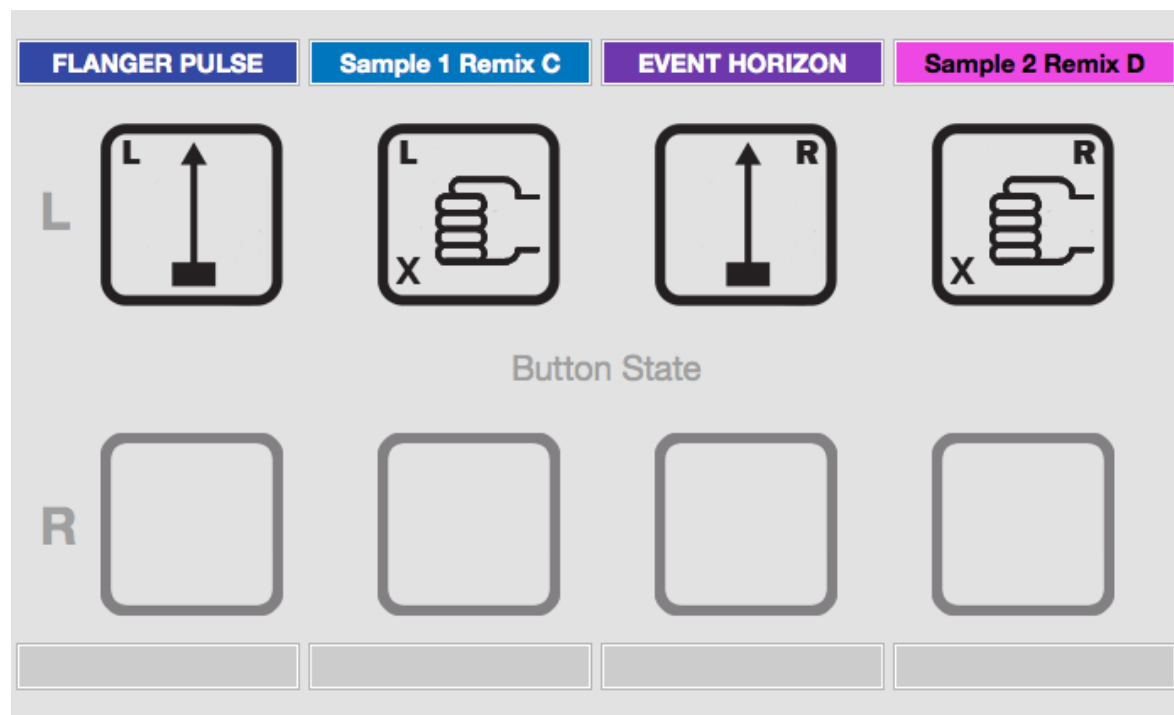 FLANGER PULSE
Sample 1 Remix C
EVENT HORIZON
Sample 2 Remix D
L
L
L
X
R
R
X
Button State
R